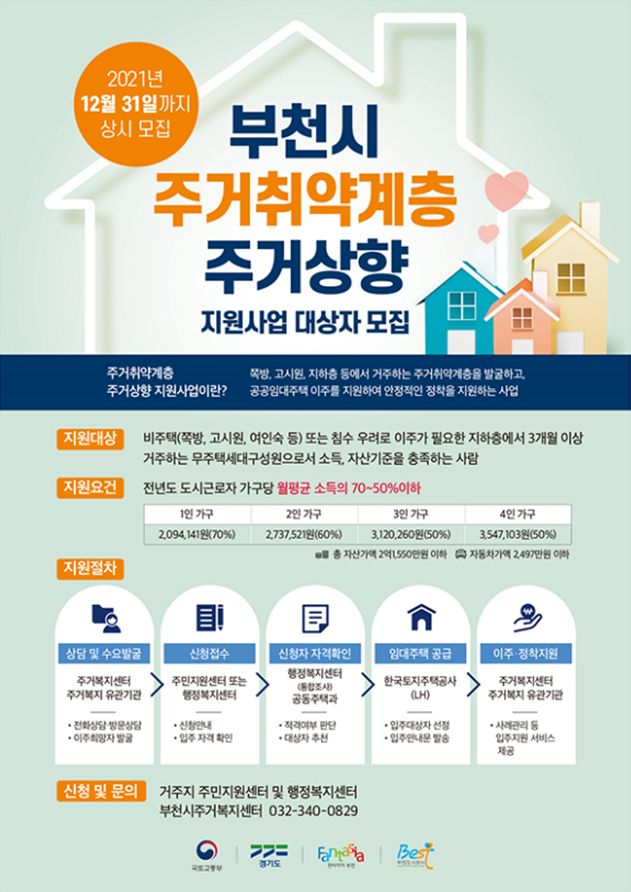 2021년
12월 31일까지
상시 모집
부천시
주거취약계층
주거상향
지원사업 대상자 모집
주거취약계층
주거상향 지원사업이란?
쪽방, 고시원, 지하층 등에서 거주하는 주거취약계층을 발굴하고,
공공임대주택 이주를 지원하여 안정적인 정착을 지원하는 사업
지원대상
비주택(쪽방, 고시원, 여인숙 등) 또는 침수 우려로 이주가 필요한 지하층에서 3개월 이상
거주하는 무주택세대구성원으로서 소득, 자산기준을 충족하는 사람
지원요건
전년도 도시근로자 가구당 월평균 소득의 70~50%이하
1인 가구 2인 가구 3인 가구 4인 가구
2,094,141원(70%) 2,737,521원(60%) 3,120,260원(50%) 3,547,103원(50%)
총 자산가액 2억1,550만원 이하 자동차가액 2,497만원 이하
지원절차
상담 및 수요발굴
주거복지센터
주거복지 유관기관
• 전화상담·방문상담
• 이주희망자 발굴
신청접수
주민지원센터 또는
행정복지센터
• 신청안내
• 입주 자격 확인
신청자 자격확인
행정복지센터
(통합조사)
공동주택과
• 적격여부 판단
• 대상자 추천
임대주택 공급
한국토지주택공사
(LH)
• 입주대상자 선정
• 입주안내문 발송
이주·정착지원
주거복지센터
주거복지 유관기관
• 사례관리 등
입주지원 서비스
제공
신청 및 문의
거주지 주민지원센터 및 행정복지센터
부천시주거복지센터 032-340-0829
국토교통부
경기도
Fantasia
판타지아 부천
Best
부천도시공사